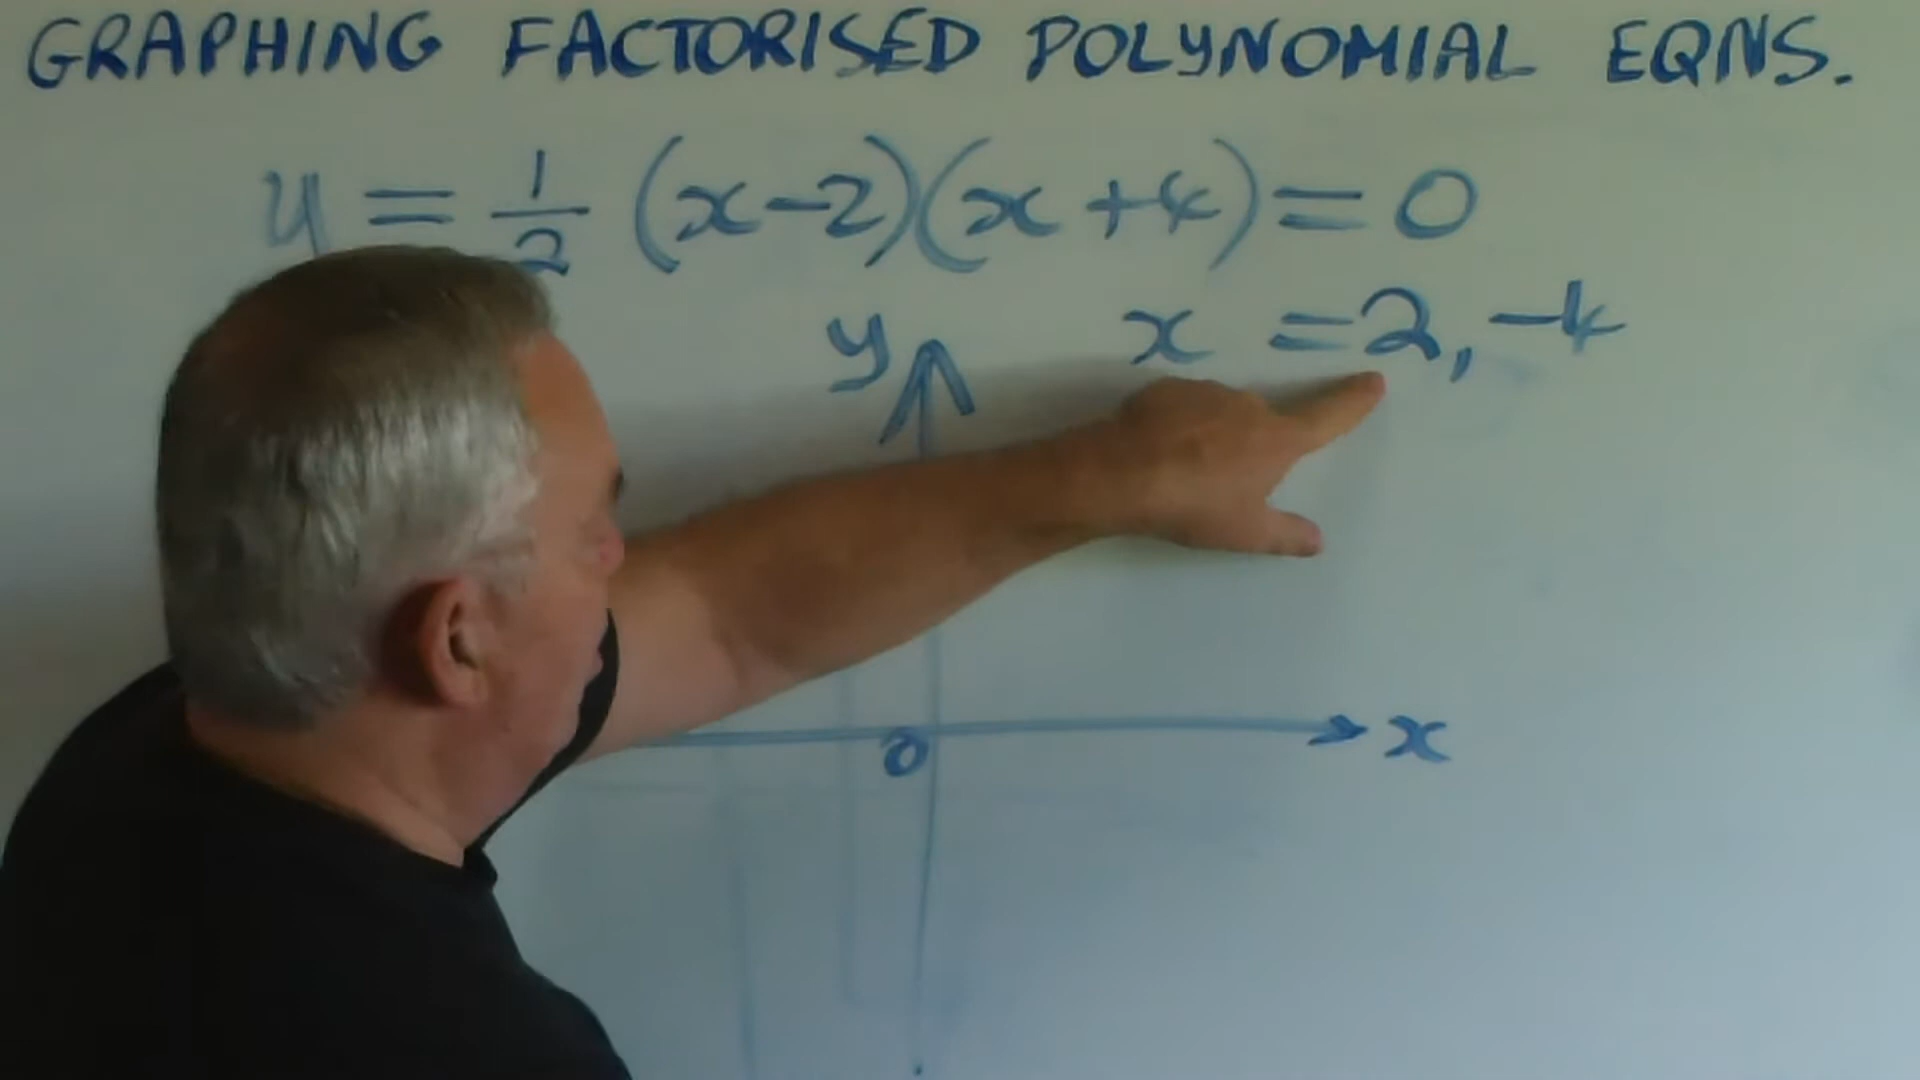 GRAPHING FACTORISED POLYNOMIAL EQNS.
y = 1/2 (x-2)(x+4) = 0
x = 2, -4
y
0
x